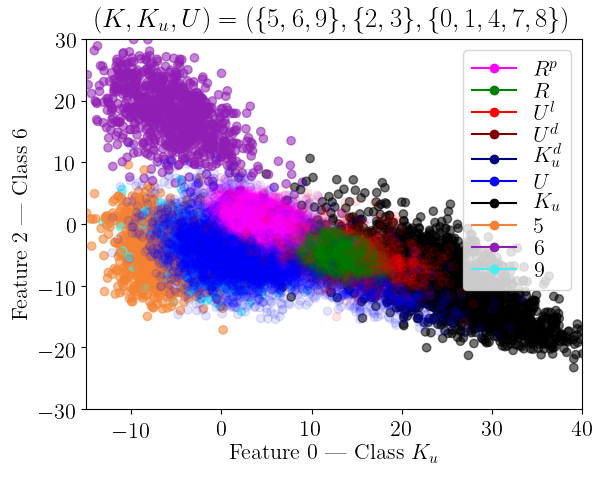 (K, K_u, U) = ({5, 6, 9}, {2, 3}, {0, 1, 4, 7, 8})
30
20
10
0
−10
−20
−30
Feature 2 — Class 6
R^p
R
U^l
U^d
K_u^d
U
K_u
5
6
9
−10 0 10 20 30 40
Feature 0 — Class K_u